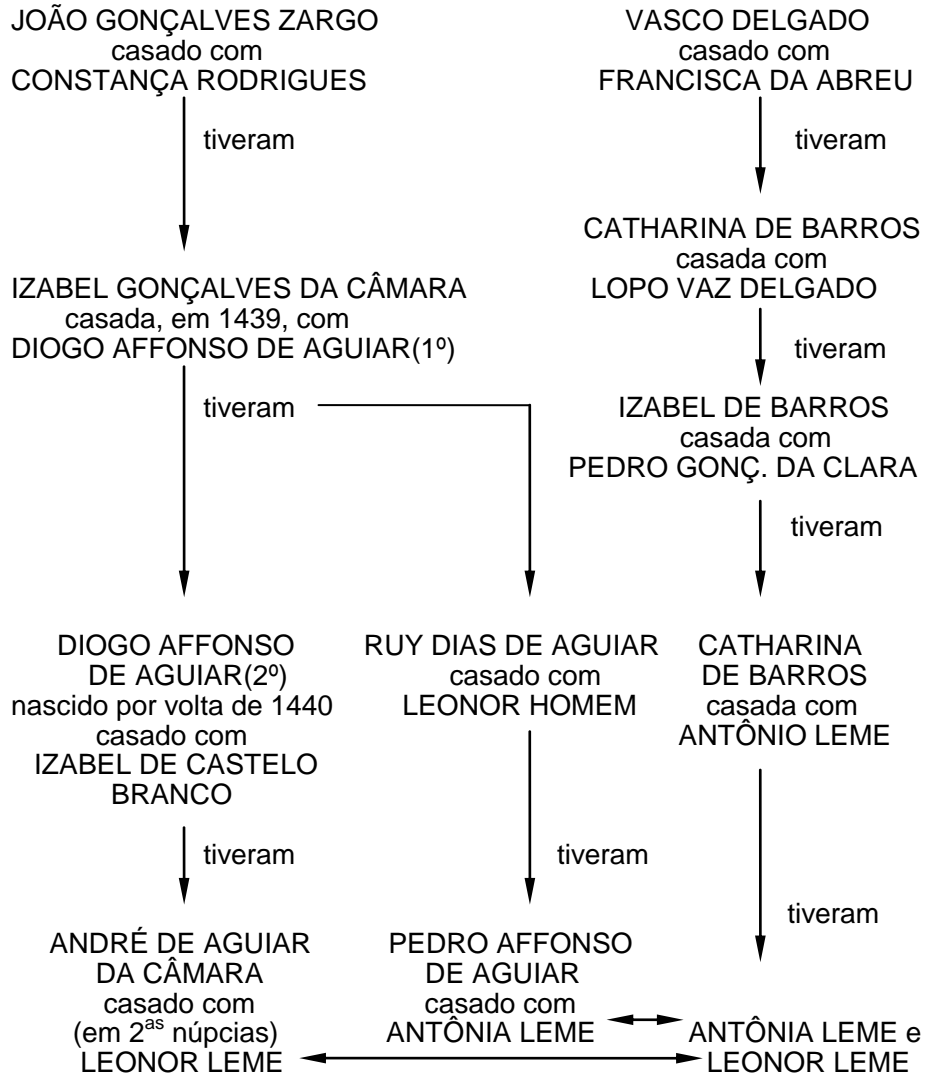 JOÃO GONÇALVES ZARGO
casado com
CONSTANÇA RODRIGUES
tiveram
IZABEL GONÇALVES DA CÂMARA
casada, em 1439, com
DIOGO AFFONSO DE AGUIAR(1º)
tiveram
DIOGO AFFONSO
DE AGUIAR(2º)
nascido por volta de 1440
casado com
IZABEL DE CASTELO
BRANCO
tiveram
ANDRÉ DE AGUIAR
DA CÂMARA
casado com
(em 2as núpcias)
LEONOR LEME
RUY DIAS DE AGUIAR
casado com
LEONOR HOMEM
tiveram
PEDRO AFFONSO
DE AGUIAR
casado com
ANTÔNIA LEME
VASCO DELGADO
casado com
FRANCISCA DA ABREU
tiveram
CATHARINA DE BARROS
casada com
LOPO VAZ DELGADO
tiveram
IZABEL DE BARROS
casada com
PEDRO GONÇ. DA CLARA
tiveram
CATHARINA
DE BARROS
casada com
ANTÔNIO LEME
tiveram
ANTÔNIA LEME e
LEONOR LEME